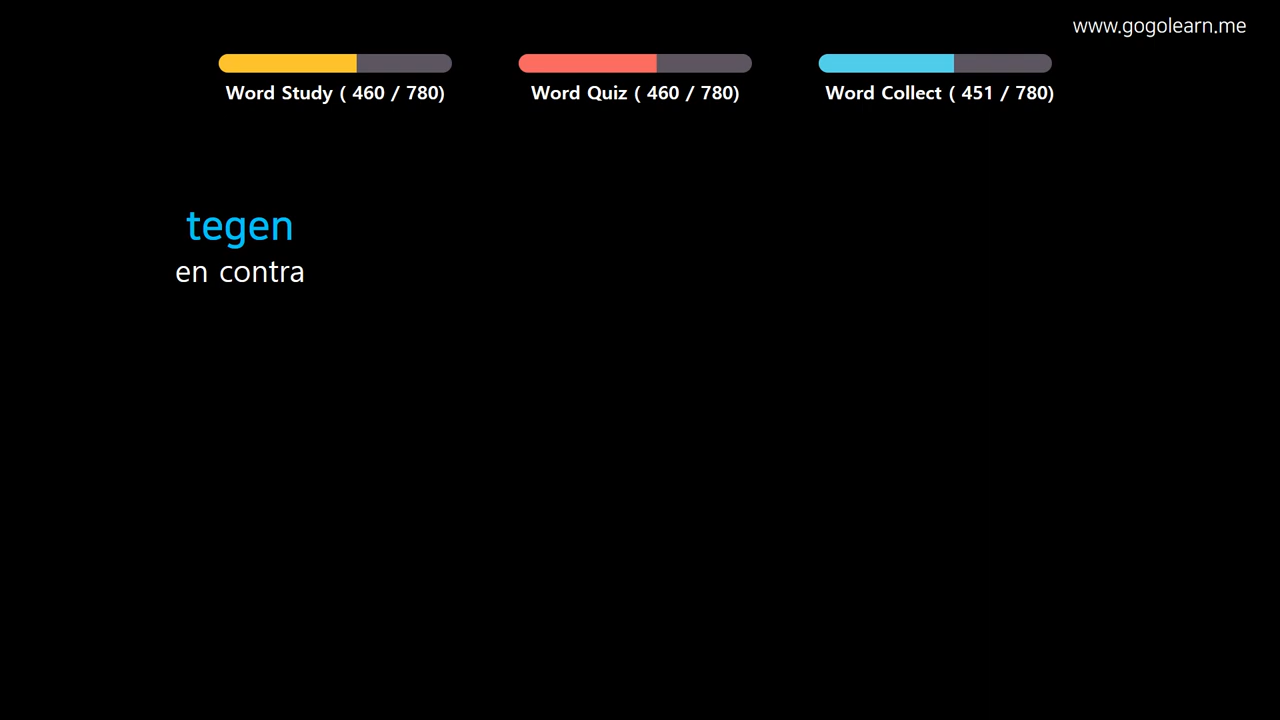 www.gogolearn.me
Word Study ( 460 / 780)
Word Quiz ( 460 / 780)
Word Collect ( 451 / 780)
tegen
en contra